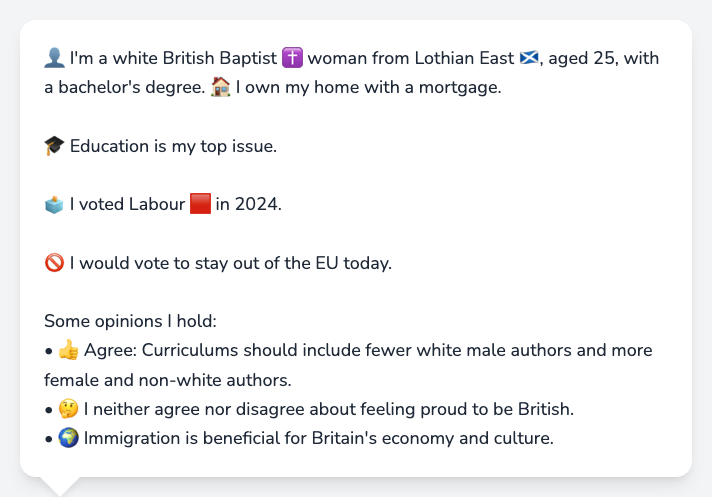 👤 I'm a white British Baptist ✝️ woman from Lothian East 🏴󠁧󠁢󠁳󠁣󠁴󠁿, aged 25, with
a bachelor's degree. 🏠 I own my home with a mortgage.
🎓 Education is my top issue.
🗳️ I voted Labour 🟥 in 2024.
🚫 I would vote to stay out of the EU today.
Some opinions I hold:
• 👍 Agree: Curriculums should include fewer white male authors and more
female and non-white authors.
• 🤔 I neither agree nor disagree about feeling proud to be British.
• 🌍 Immigration is beneficial for Britain's economy and culture.